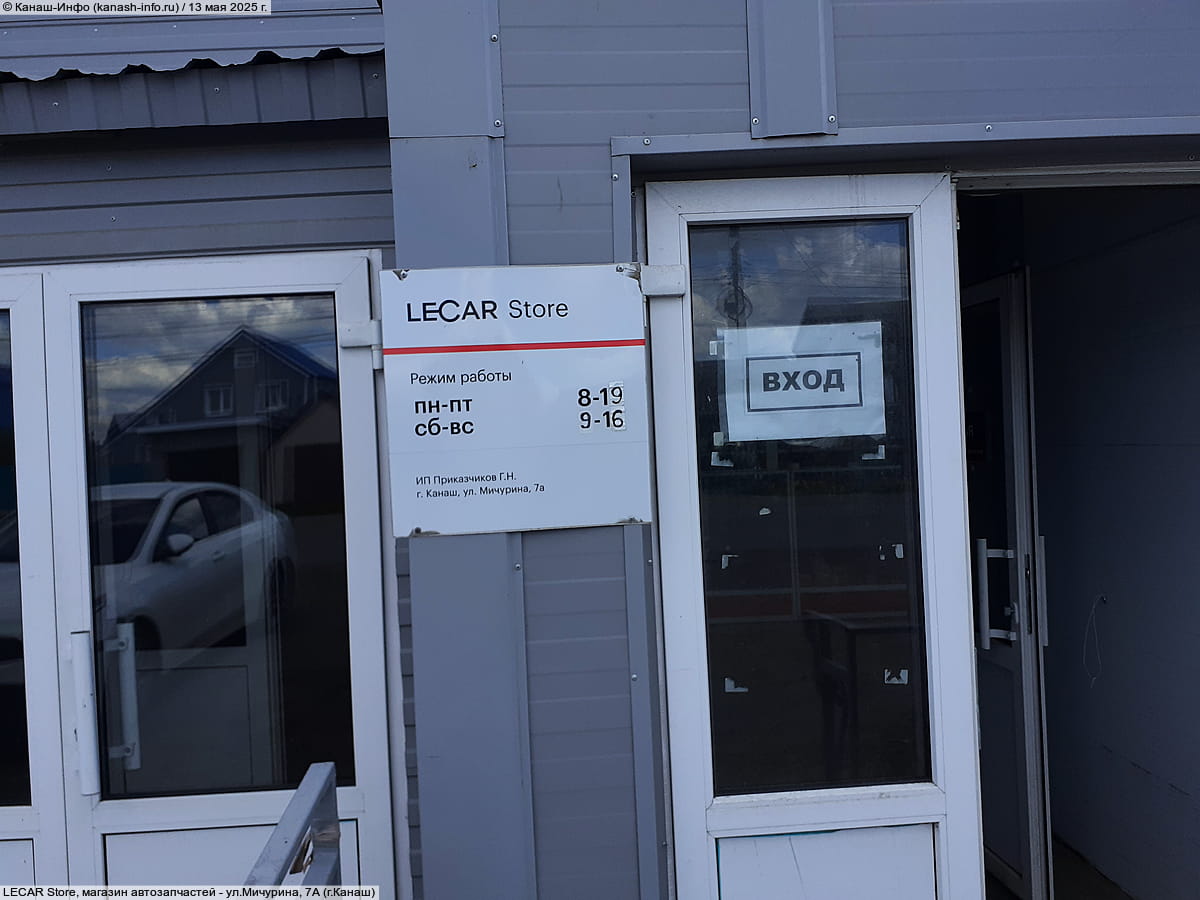 © Канаш-Инфо (kanash-info.ru) / 13 мая 2025 г.
LECAR Store
Режим работы
пн-пт 8-19
сб-вс 9-16
ИП Приказчиков Г.Н.
г. Канаш, ул. Мичурина, 7а
ВХОД
LECAR Store, магазин автозапчастей - ул.Мичурина, 7А (г.Канаш)